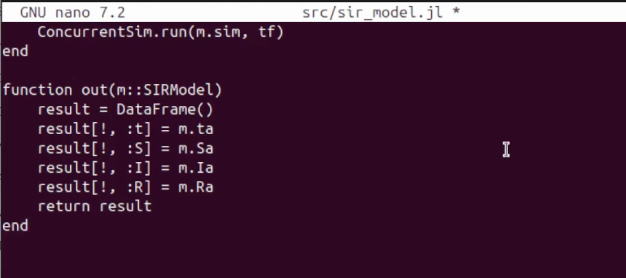 GNU nano 7.2 src/sir_model.jl *
    ConcurrentSim.run(m.sim, tf)
end

function out(m::SIRModel)
    result = DataFrame()
    result[!, :t] = m.ta
    result[!, :S] = m.Sa
    result[!, :I] = m.Ia
    result[!, :R] = m.Ra
    return result
end